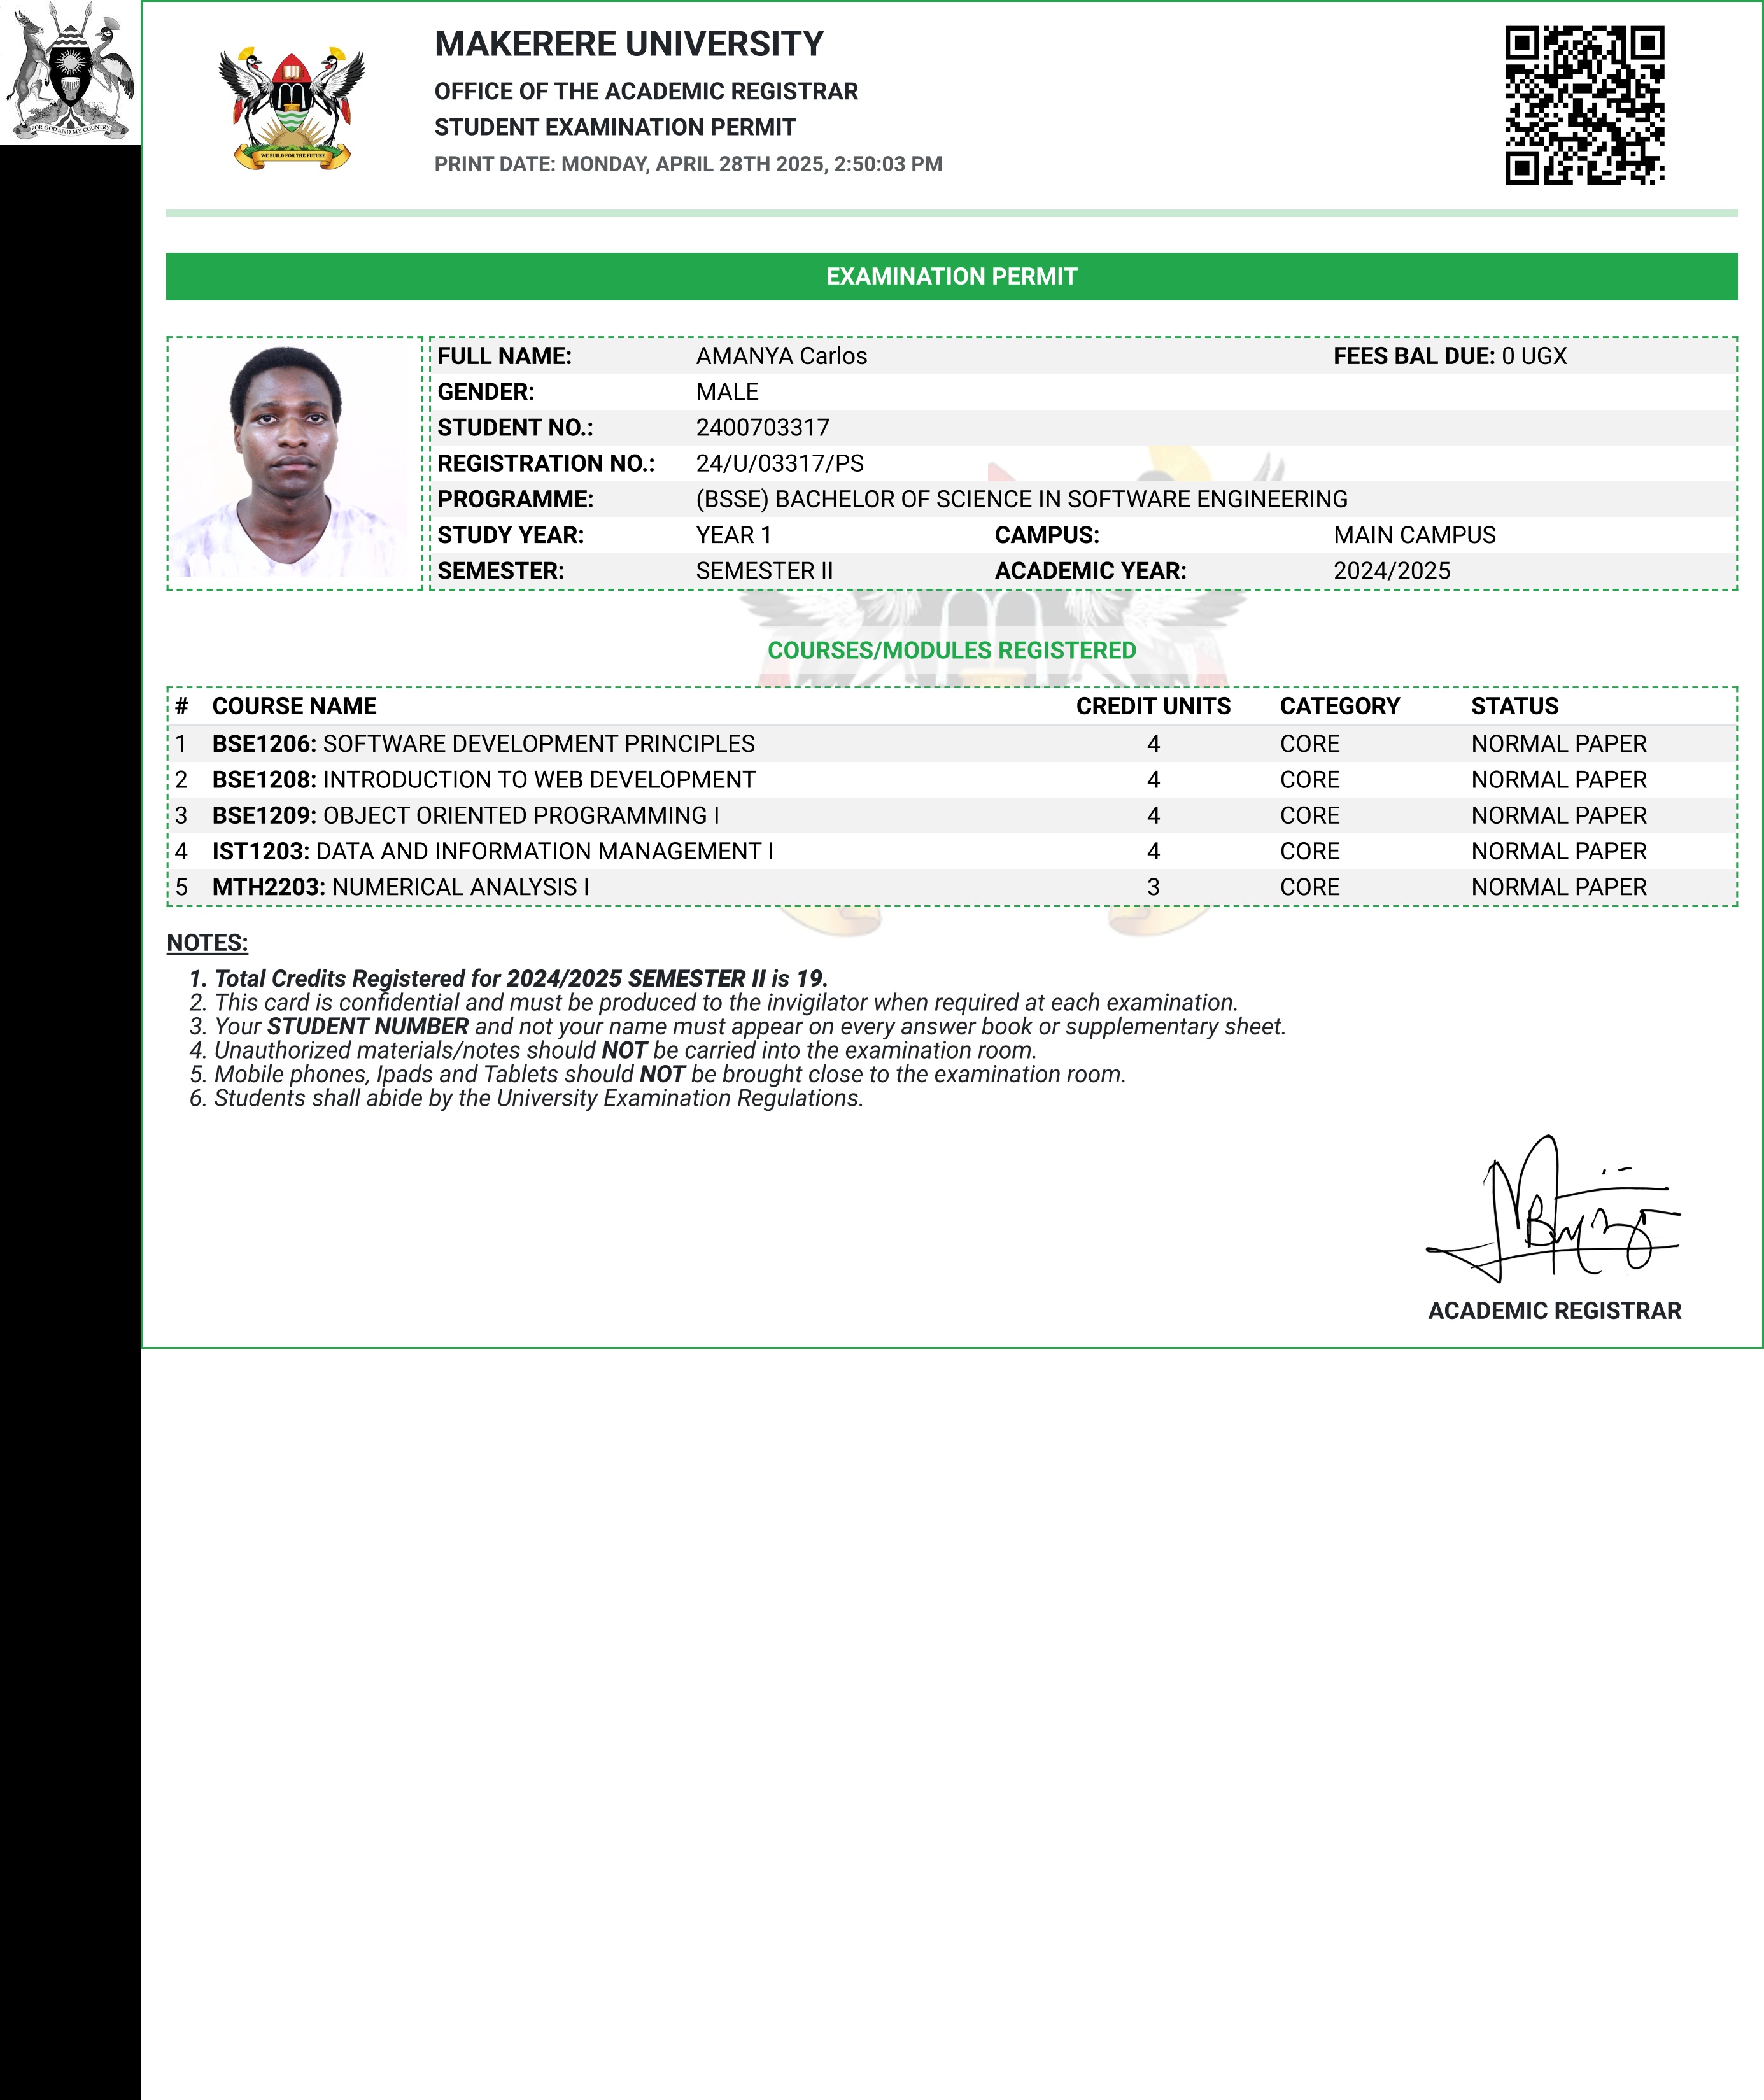 FOR GOD AND MY COUNTRY
WE BUILD FOR THE FUTURE
MAKERERE UNIVERSITY
OFFICE OF THE ACADEMIC REGISTRAR
STUDENT EXAMINATION PERMIT
PRINT DATE: MONDAY, APRIL 28TH 2025, 2:50:03 PM
EXAMINATION PERMIT
FULL NAME: AMANYA Carlos FEES BAL DUE: 0 UGX
GENDER: MALE
STUDENT NO.: 2400703317
REGISTRATION NO.: 24/U/03317/PS
PROGRAMME: (BSSE) BACHELOR OF SCIENCE IN SOFTWARE ENGINEERING
STUDY YEAR: YEAR 1 CAMPUS: MAIN CAMPUS
SEMESTER: SEMESTER II ACADEMIC YEAR: 2024/2025
COURSES/MODULES REGISTERED
# COURSE NAME CREDIT UNITS CATEGORY STATUS
1 BSE1206: SOFTWARE DEVELOPMENT PRINCIPLES 4 CORE NORMAL PAPER
2 BSE1208: INTRODUCTION TO WEB DEVELOPMENT 4 CORE NORMAL PAPER
3 BSE1209: OBJECT ORIENTED PROGRAMMING I 4 CORE NORMAL PAPER
4 IST1203: DATA AND INFORMATION MANAGEMENT I 4 CORE NORMAL PAPER
5 MTH2203: NUMERICAL ANALYSIS I 3 CORE NORMAL PAPER
NOTES:
1. Total Credits Registered for 2024/2025 SEMESTER II is 19.
2. This card is confidential and must be produced to the invigilator when required at each examination.
3. Your STUDENT NUMBER and not your name must appear on every answer book or supplementary sheet.
4. Unauthorized materials/notes should NOT be carried into the examination room.
5. Mobile phones, Ipads and Tablets should NOT be brought close to the examination room.
6. Students shall abide by the University Examination Regulations.
ACADEMIC REGISTRAR